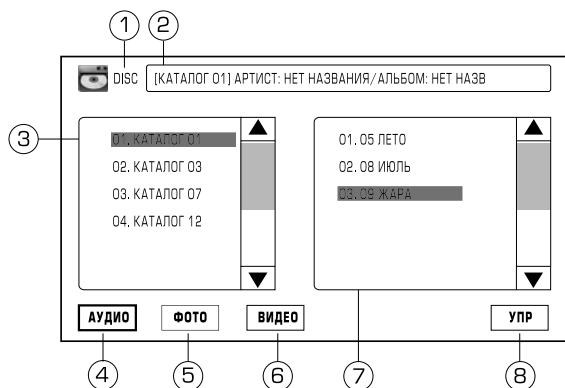 1 2
DISC [КАТАЛОГ 01] АРТИСТ: НЕТ НАЗВАНИЯ/АЛЬБОМ: НЕТ НАЗВ
3
01. КАТАЛОГ 01
02. КАТАЛОГ 03
03. КАТАЛОГ 07
04. КАТАЛОГ 12
01. 05 ЛЕТО
02. 08 ИЮЛЬ
03. 09 ЖАРА
АУДИО ФОТО ВИДЕО УПР
4 5 6 7 8